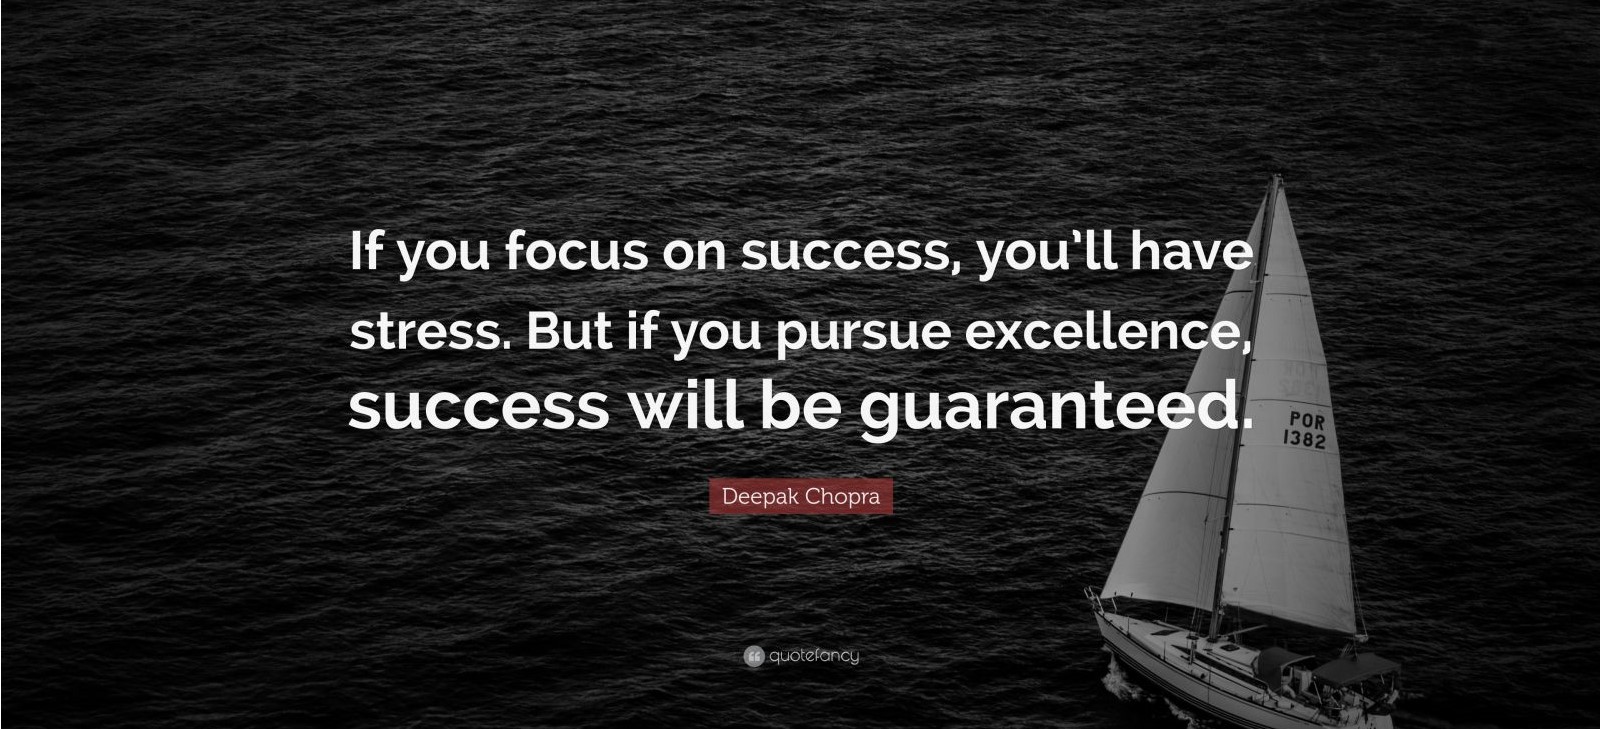 If you focus on success, you’ll have
stress. But if you pursue excellence,
success will be guaranteed.
Deepak Chopra
quotefancy
POR
1382